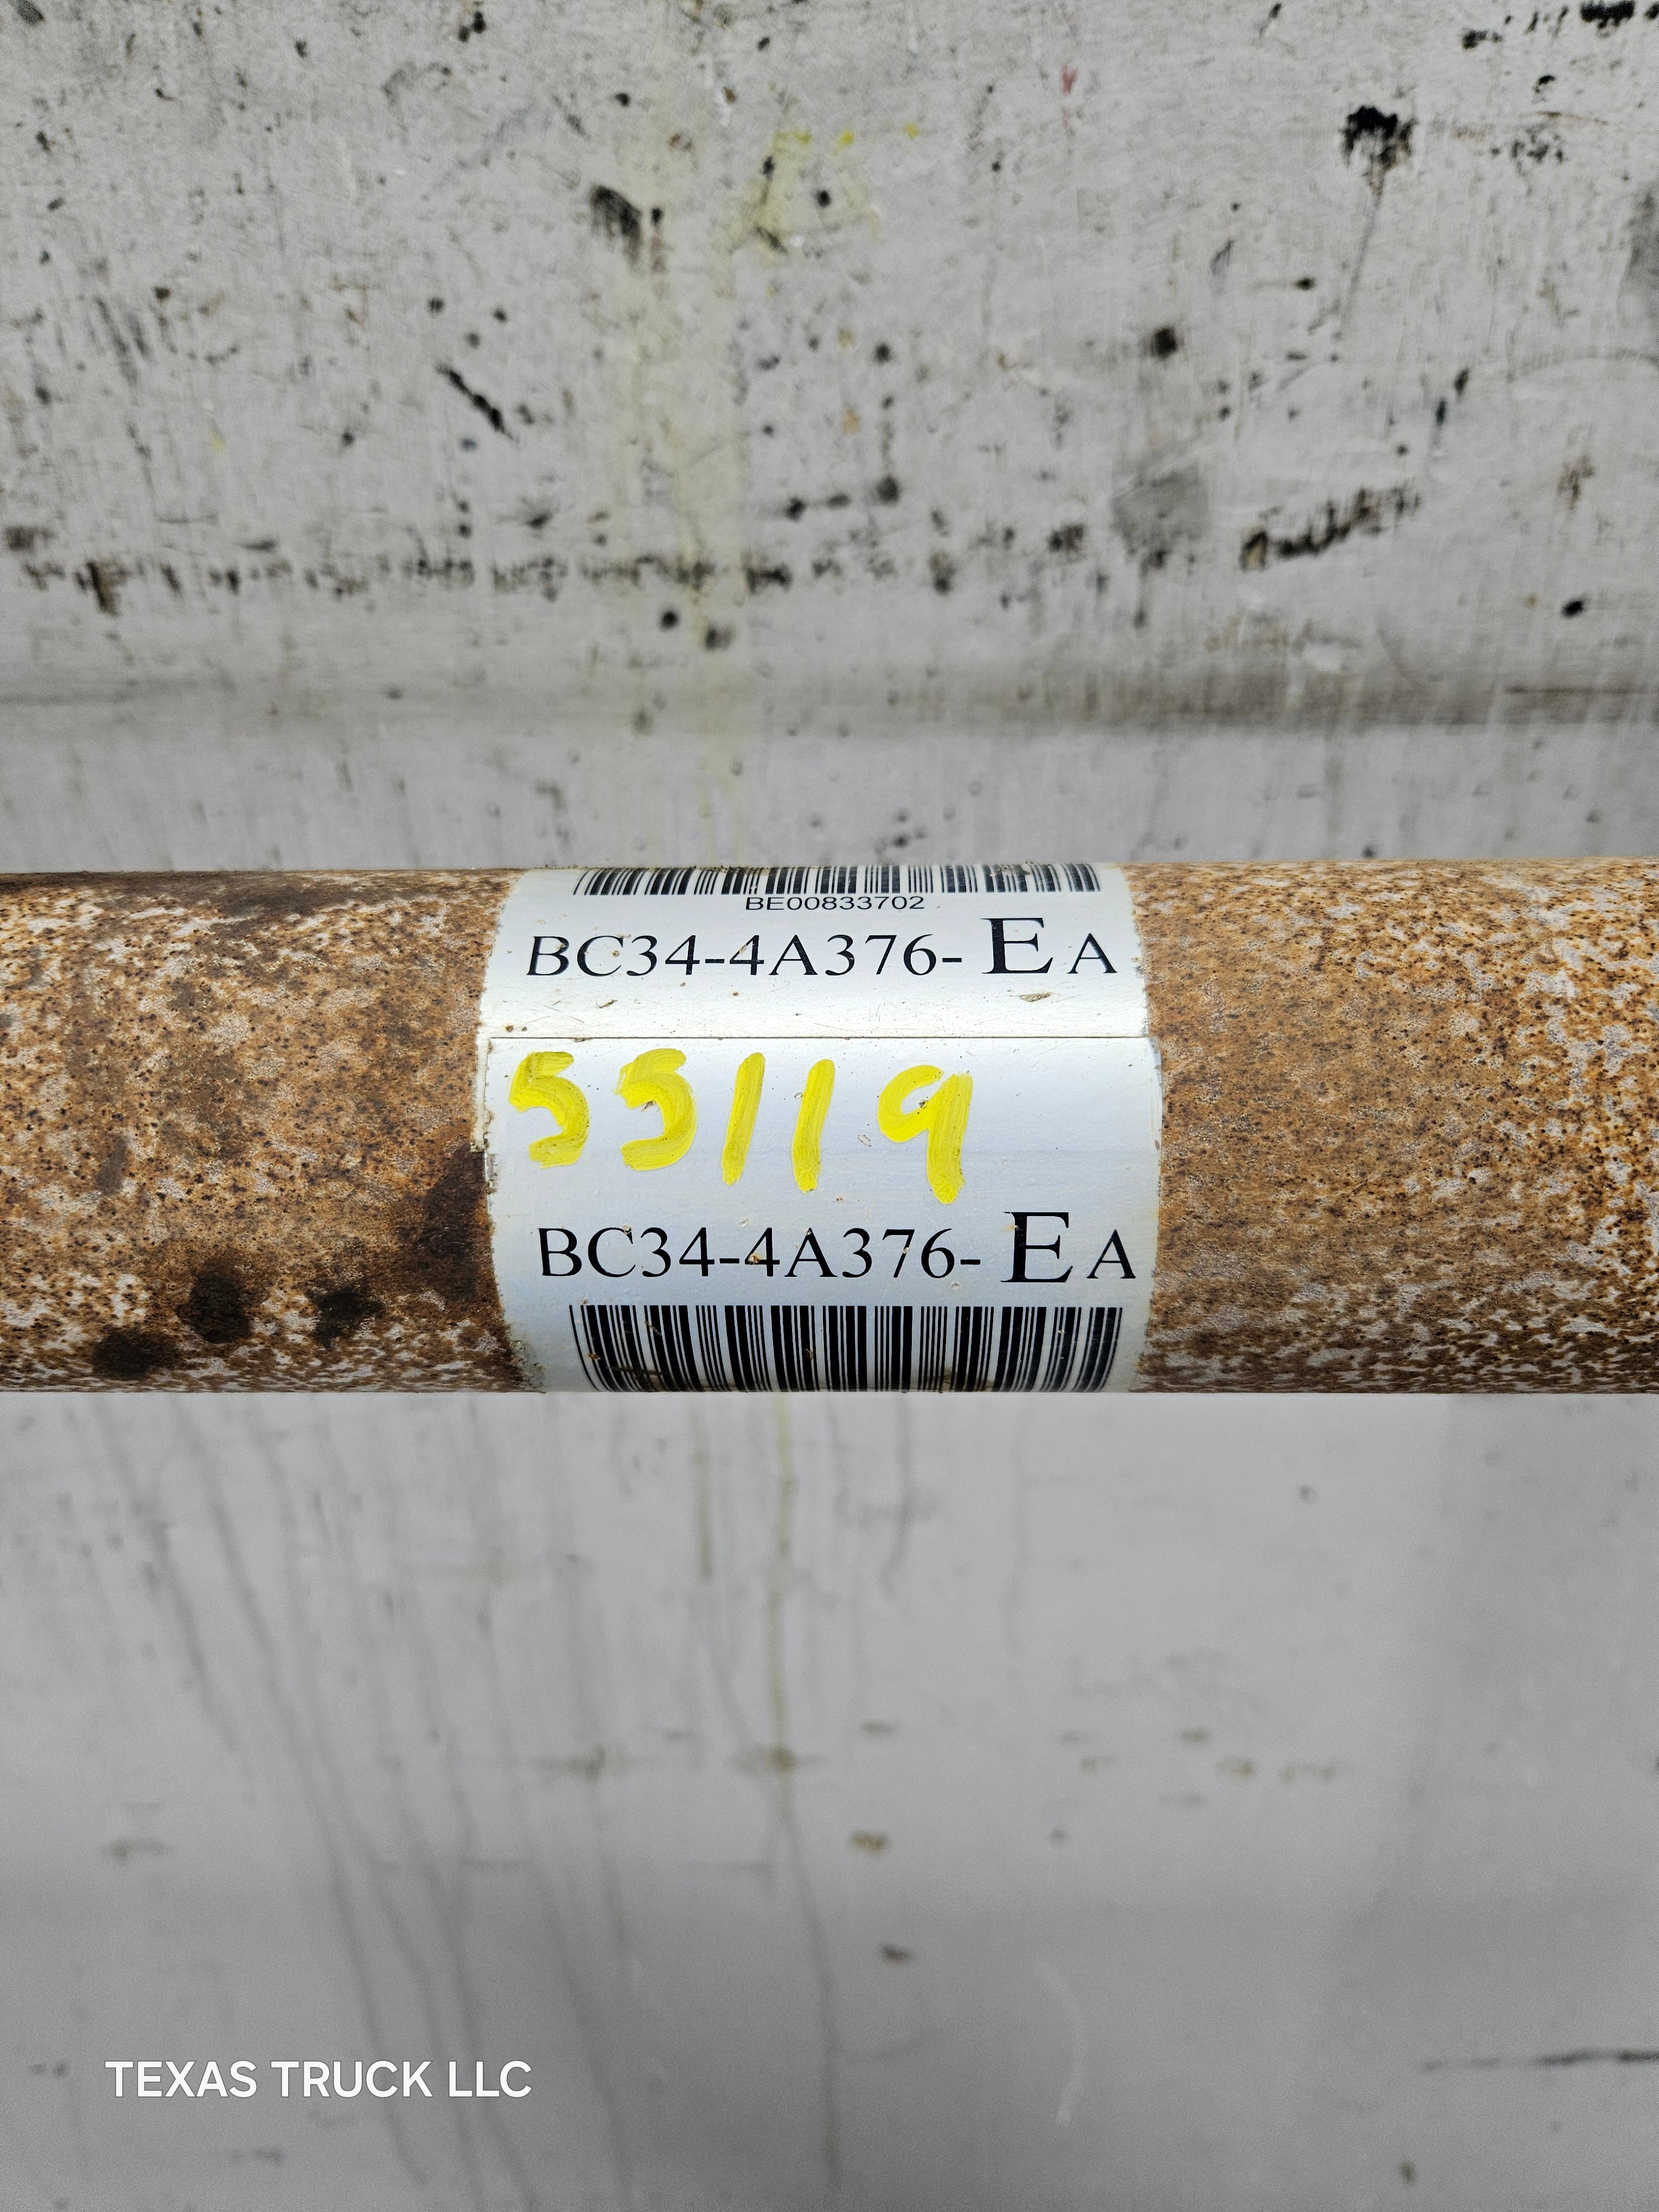 BE00833702
BC34-4A376-EA
55119
BC34-4A376-EA
TEXAS TRUCK LLC